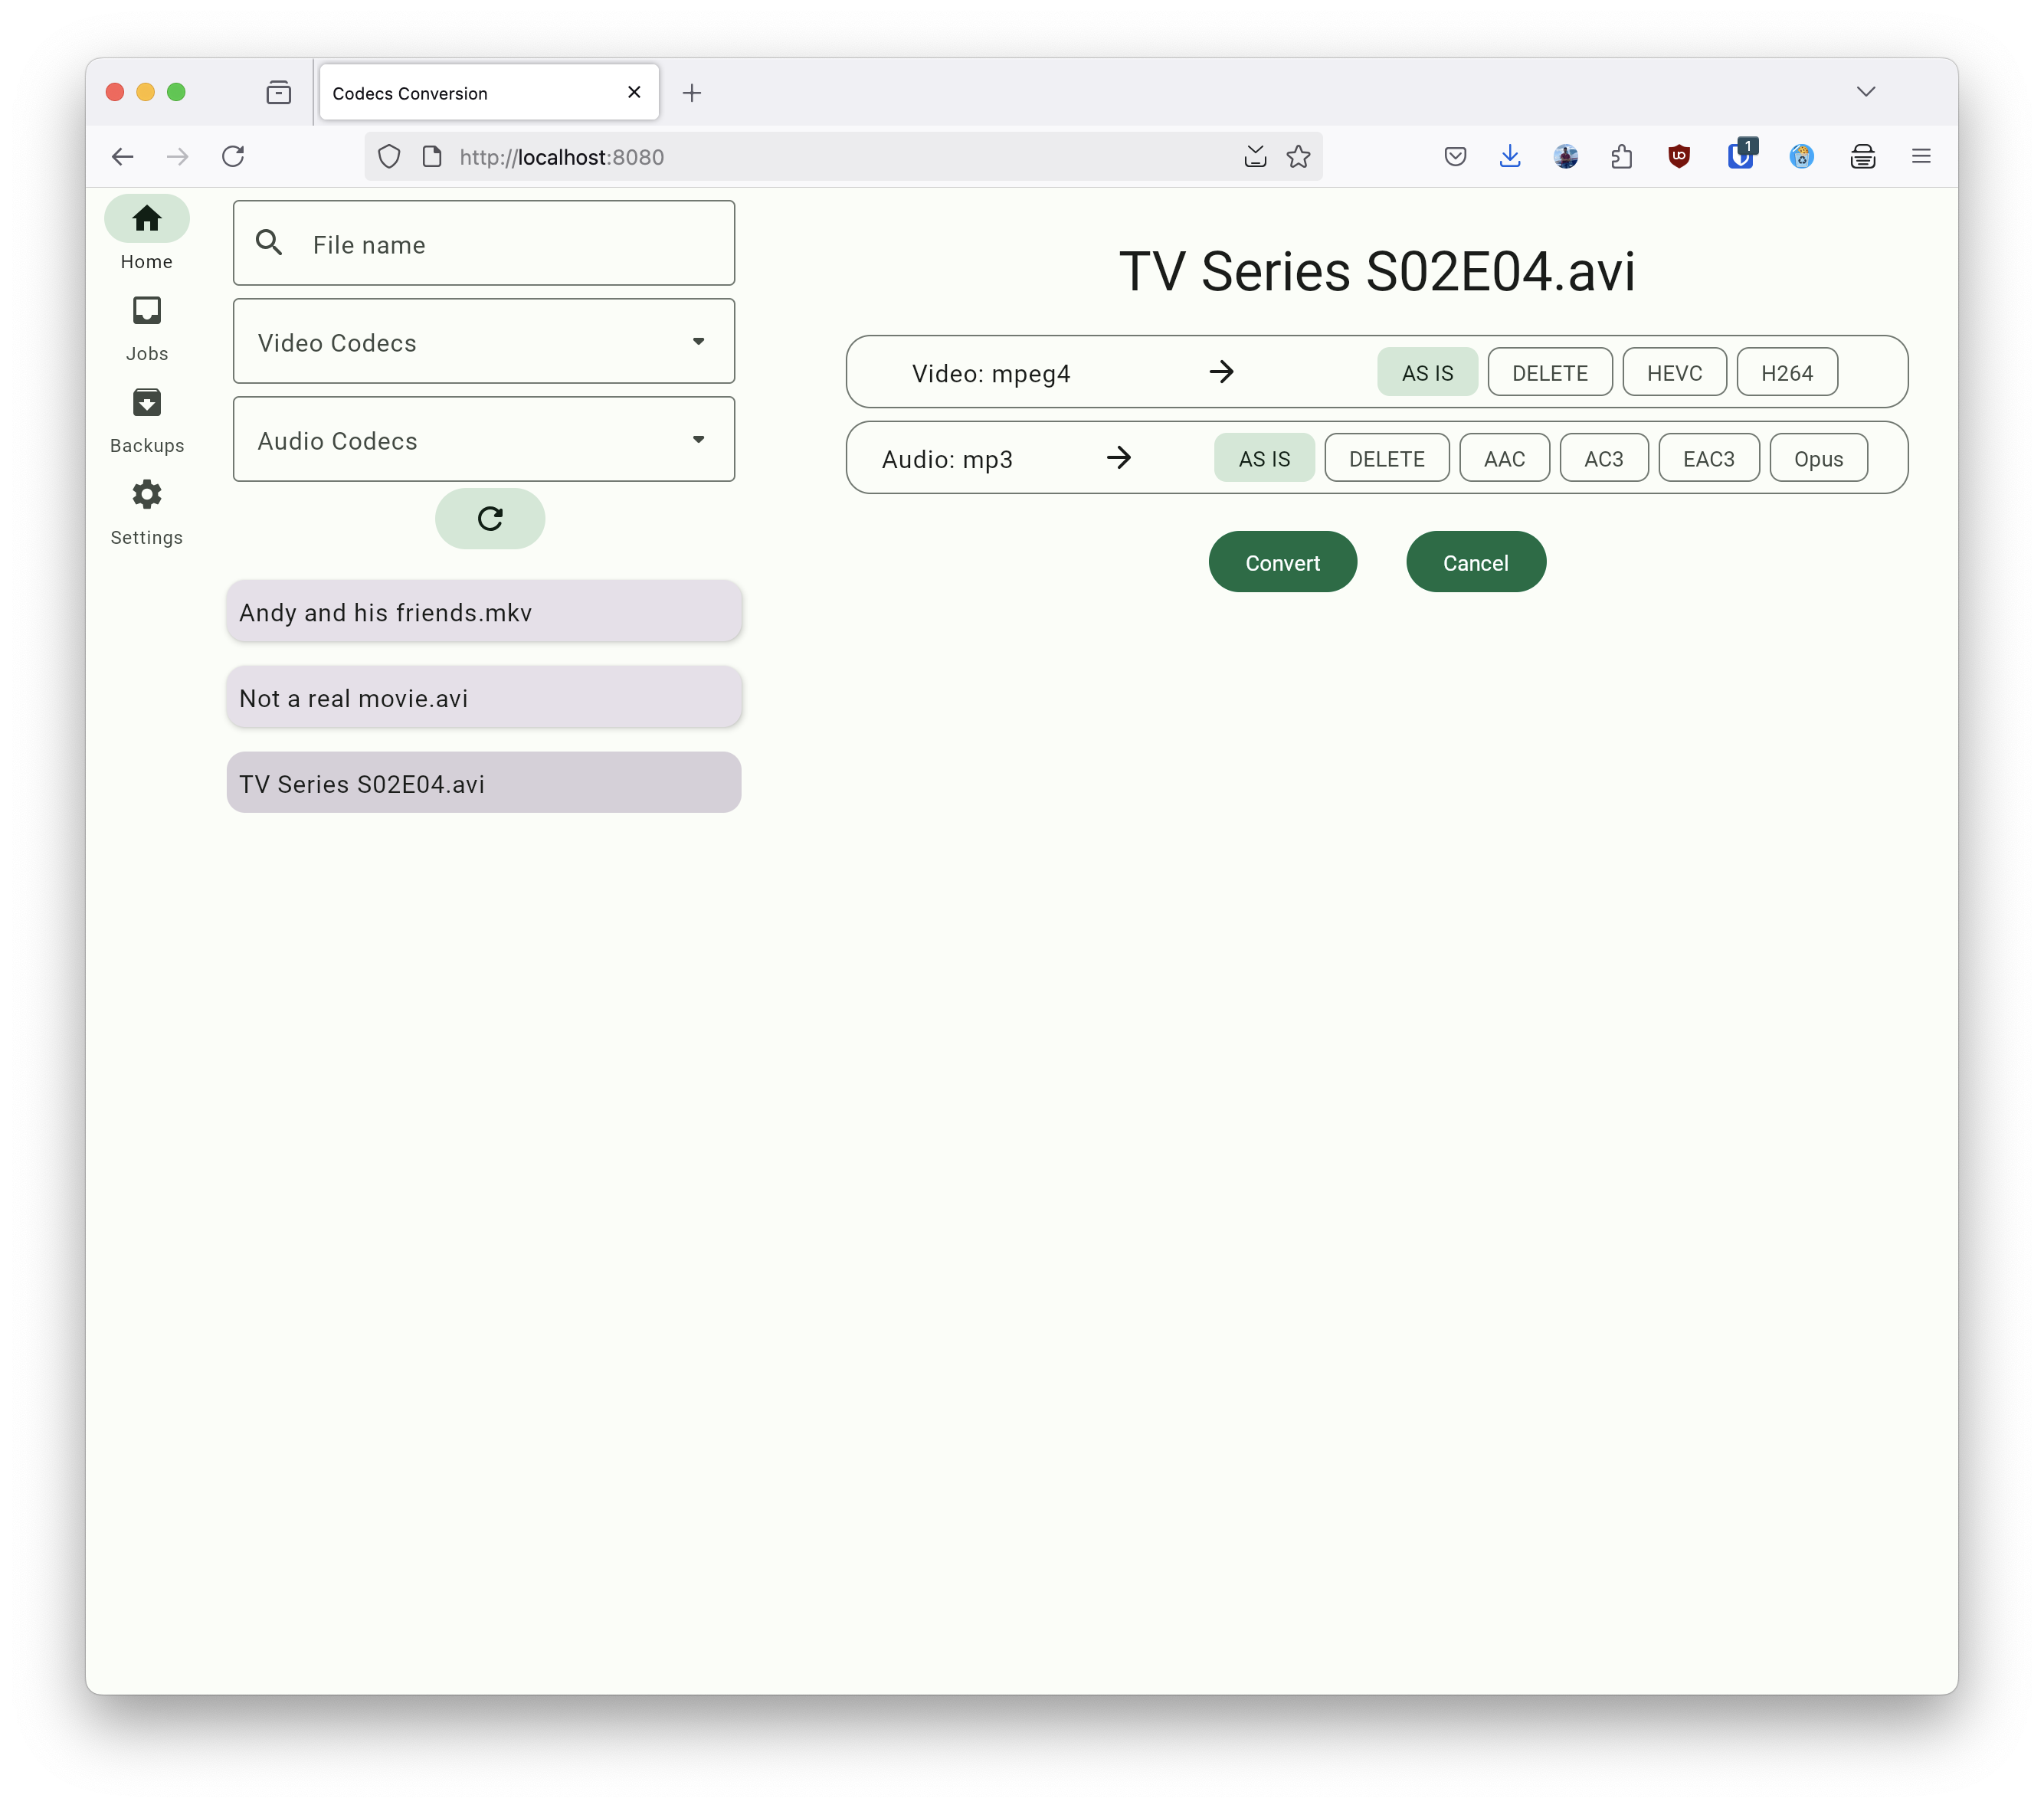 Codecs Conversion
http://localhost:8080
1
Home
Jobs
Backups
Settings
File name
Video Codecs
Audio Codecs
Andy and his friends.mkv
Not a real movie.avi
TV Series S02E04.avi
TV Series S02E04.avi
Video: mpeg4 → AS IS DELETE HEVC H264
Audio: mp3 → AS IS DELETE AAC AC3 EAC3 Opus
Convert Cancel